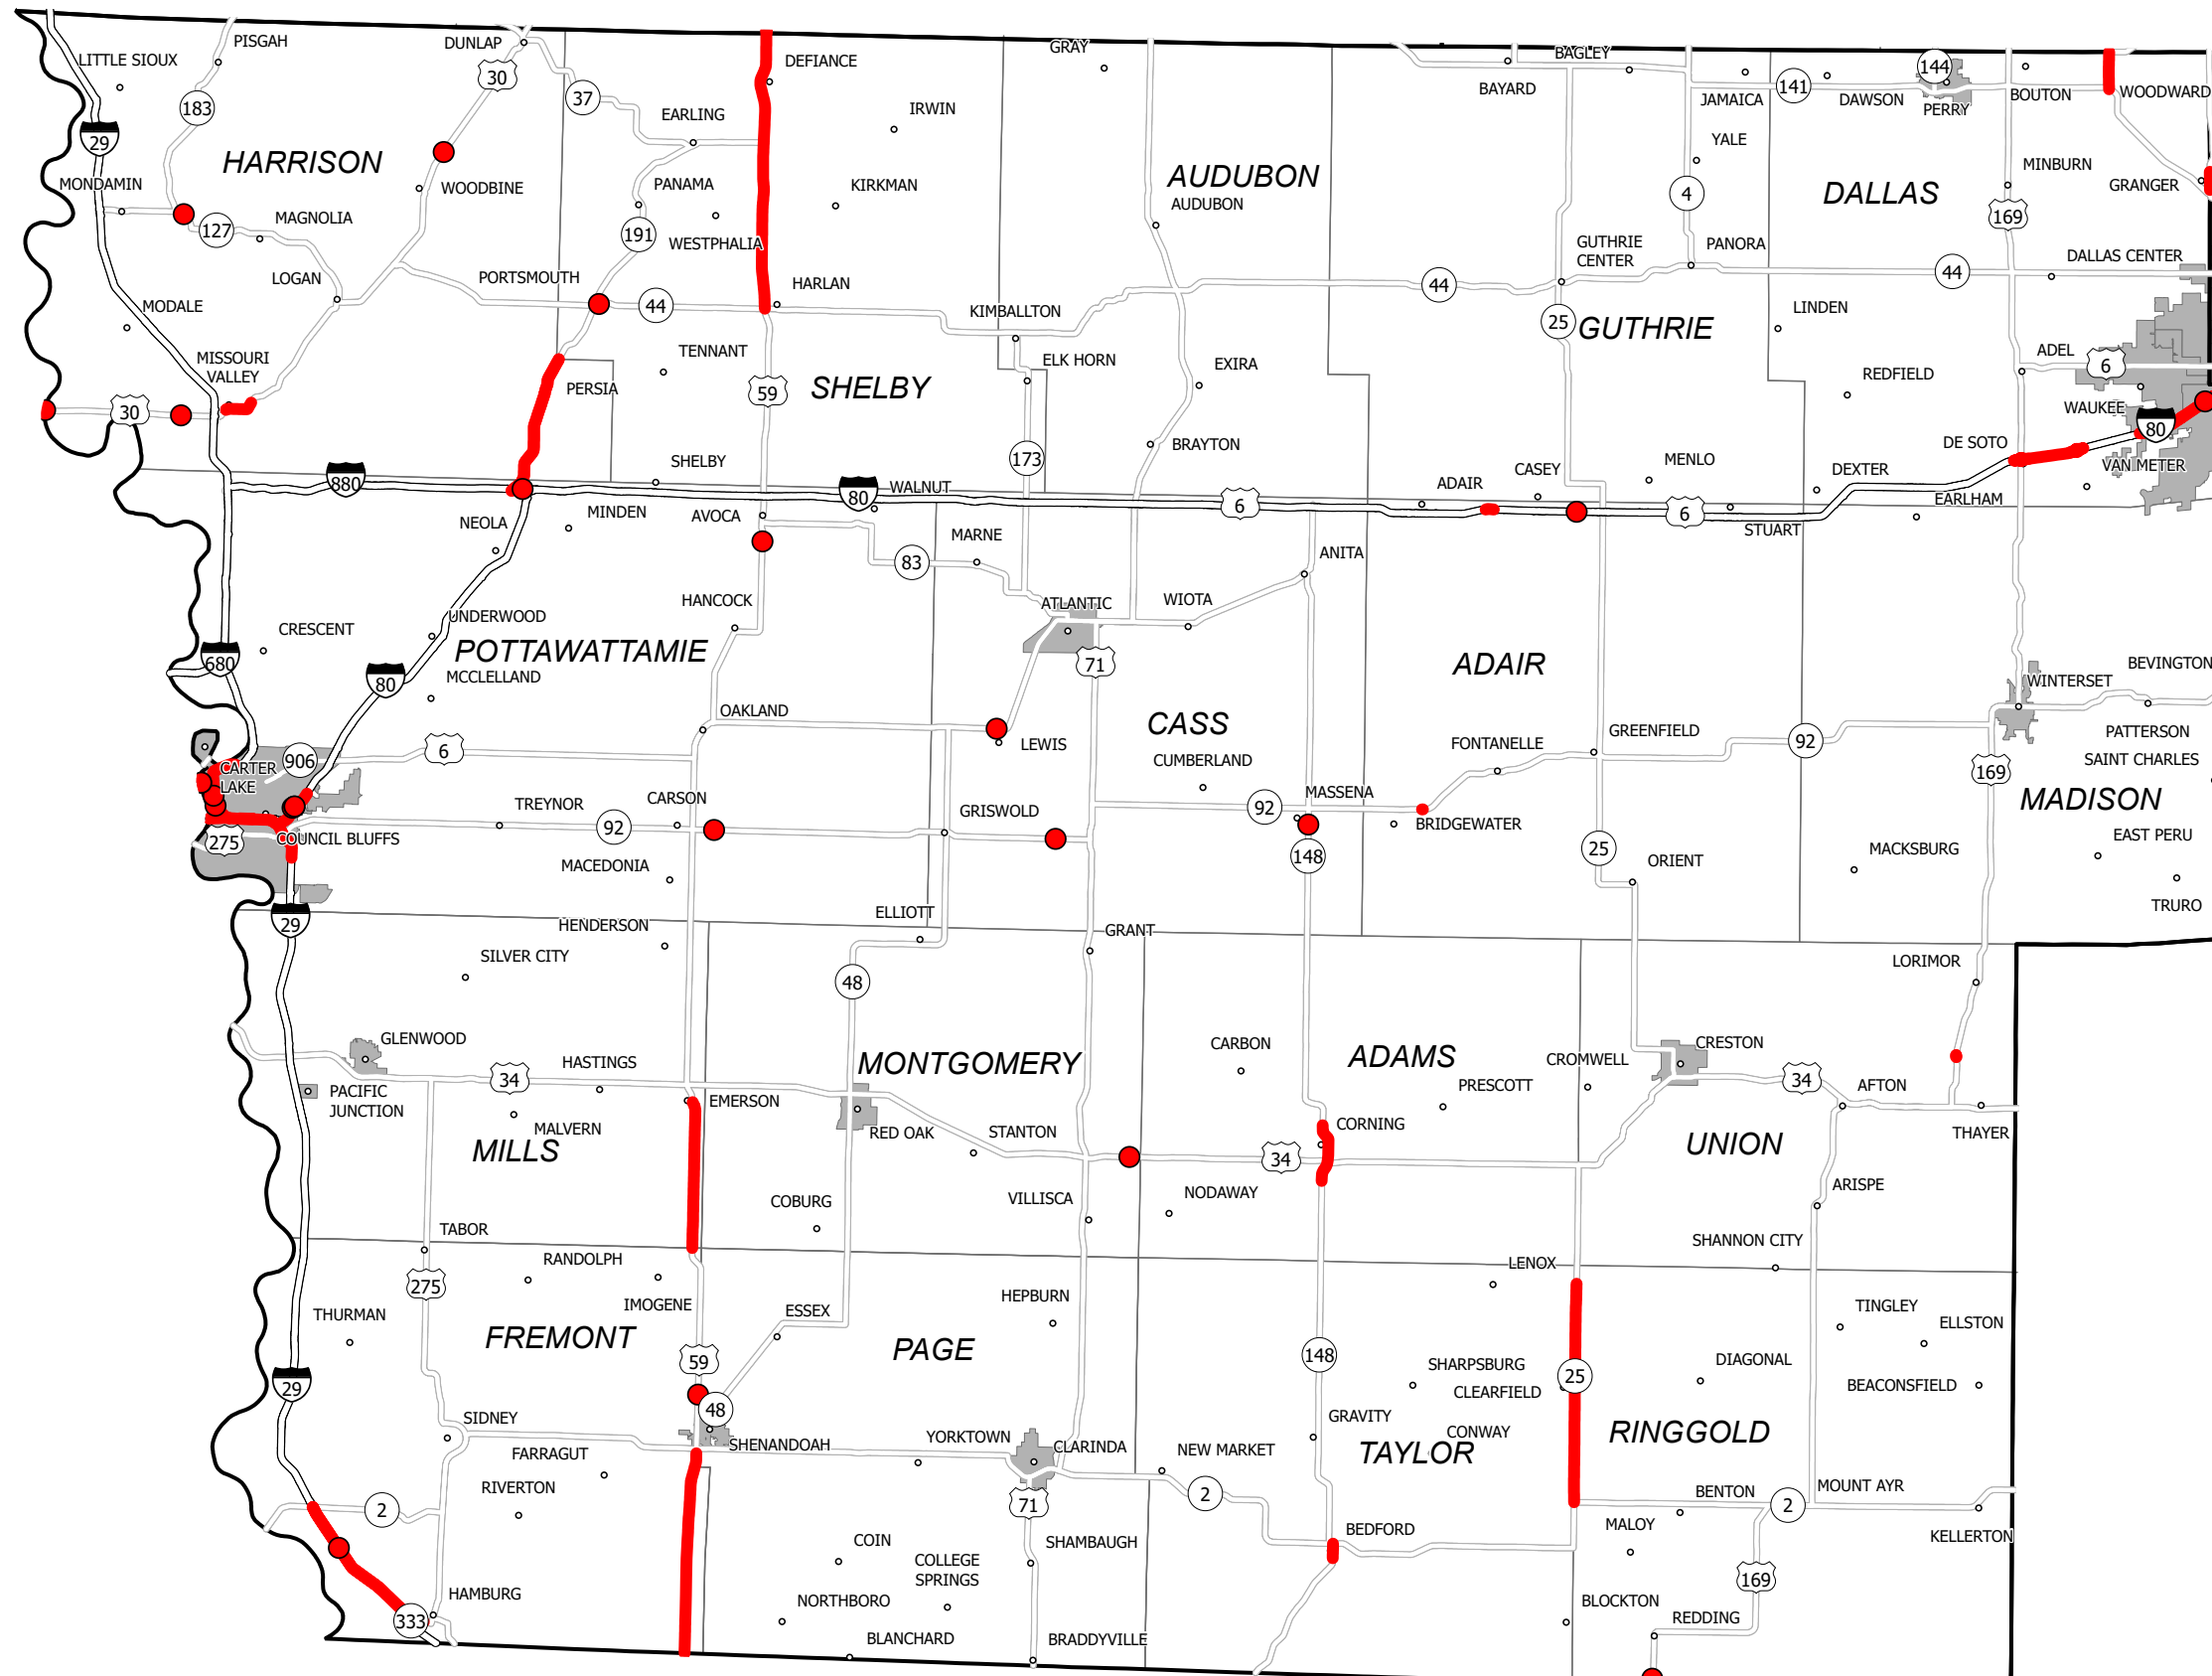 PISGAH
DUNLAP
GRAY
BAGLEY
LITTLE SIOUX
DEFIANCE
144
30
BAYARD
JAMAICA
141
DAWSON
PERRY
BOUTON
WOODWARD
183
37
EARLING
IRWIN
29
YALE
HARRISON
WOODBINE
MONDAMIN
PANAMA
KIRKMAN
AUDUBON
AUDUBON
4
DALLAS
MINBURN
GRANGER
127
MAGNOLIA
191
WESTPHALIA
169
GUTHRIE
CENTER
PANORA
DALLAS CENTER
LOGAN
PORTSMOUTH
44
HARLAN
44
44
MODALE
KIMBALLTON
25
GUTHRIE
LINDEN
MISSOURI
VALLEY
TENNANT
ELK HORN
EXIRA
ADEL
6
PERSIA
59
SHELBY
REDFIELD
30
WAUKEE
80
SHELBY
173
BRAYTON
DE SOTO
VAN METER
880
80
WALNUT
CASEY
MENLO
DEXTER
ADAIR
EARLHAM
NEOLA
MINDEN
AVOCA
6
6
STUART
MARNE
83
ANITA
HANCOCK
ATLANTIC
WIOTA
UNDERWOOD
CRESCENT
POTTAWATTAMIE
680
80
MCCLELLAND
71
ADAIR
BEVINGTON
WINTERSET
OAKLAND
CASS
LEWIS
FONTANELLE
GREENFIELD
92
PATTERSON
6
906
CARTER
LAKE
CUMBERLAND
SAINT CHARLES
169
MADISON
TREYNOR
CARSON
92
GRISWOLD
92
MASSENA
BRIDGEWATER
275
COUNCIL BLUFFS
EAST PERU
MACEDONIA
148
25
ORIENT
MACKSBURG
TRURO
29
HENDERSON
ELLIOTT
GRANT
SILVER CITY
48
LORIMOR
GLENWOOD
CARBON
ADAMS
CROMWELL
CRESTON
HASTINGS
MONTGOMERY
34
34
PACIFIC
JUNCTION
PRESCOTT
AFTON
EMERSON
MALVERN
RED OAK
STANTON
CORNING
THAYER
MILLS
34
UNION
COBURG
VILLISCA
NODAWAY
ARISPE
TABOR
SHANNON CITY
RANDOLPH
LENOX
275
THURMAN
IMOGENE
ESSEX
HEPBURN
TINGLEY
ELLSTON
FREMONT
PAGE
59
148
SHARPSBURG
CLEARFIELD
25
DIAGONAL
BEACONSFIELD
29
48
SIDNEY
GRAVITY
CONWAY
RINGGOLD
FARRAGUT
SHENANDOAH
YORKTOWN
CLARINDA
NEW MARKET
TAYLOR
RIVERTON
2
71
2
BENTON
2
MOUNT AYR
MALOY
KELLERTON
BEDFORD
COIN
COLLEGE
SPRINGS
SHAMBAUGH
169
HAMBURG
NORTHBORO
BLOCKTON
REDDING
333
BLANCHARD
BRADDYVILLE